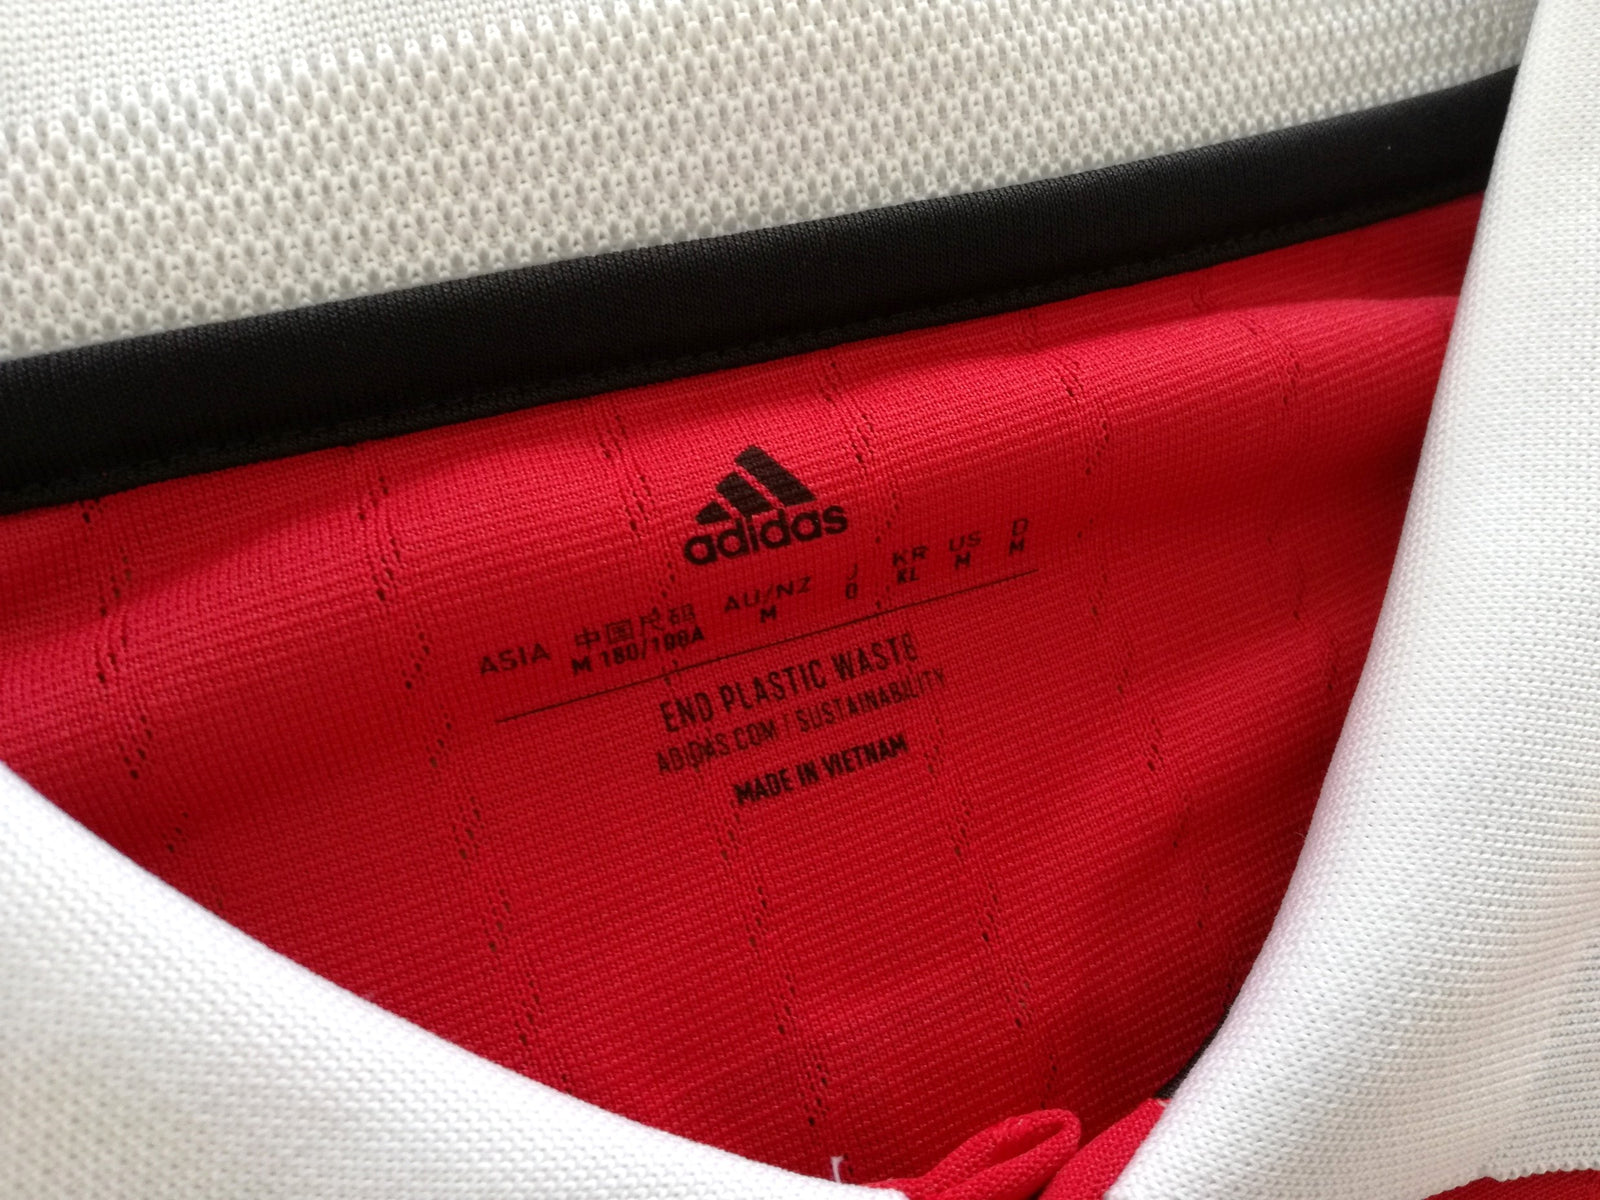 adidas
ASIA 中国尺码 AU/NZ J KR US D
M 180/100A M O KL M M
END PLASTIC WASTE
ADIDAS.COM / SUSTAINABILITY
MADE IN VIETNAM